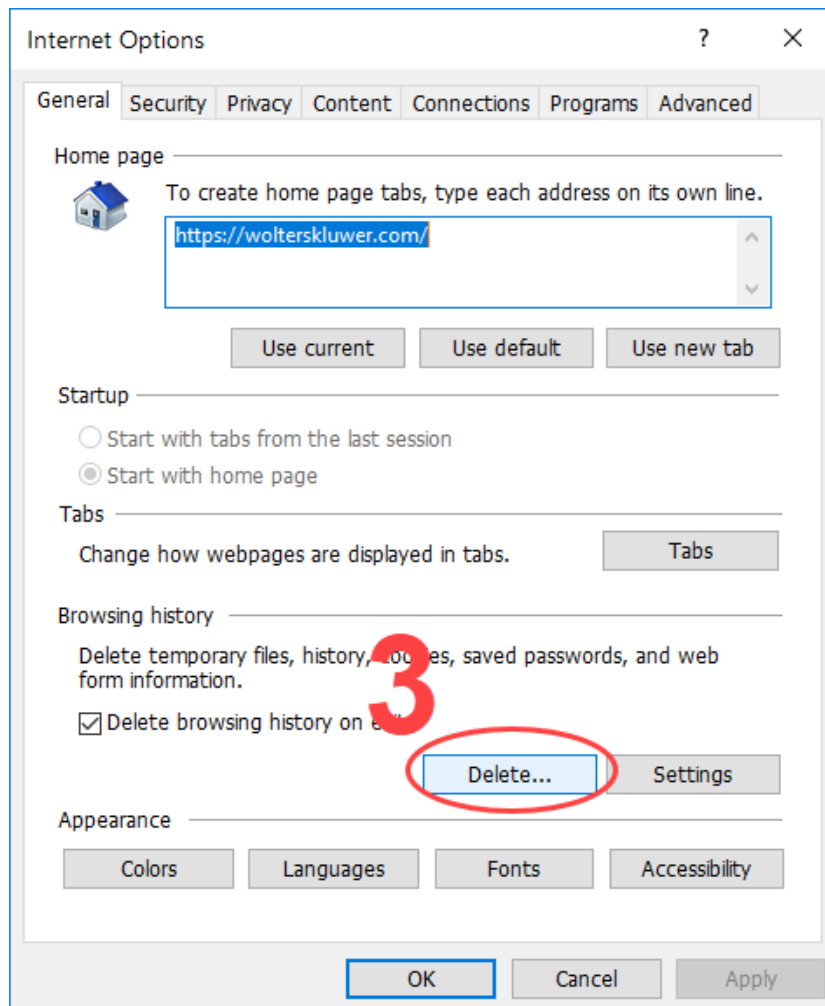 Internet Options ?
General Security Privacy Content Connections Programs Advanced
Home page
To create home page tabs, type each address on its own line.
https://wolterskluwer.com/
Use current Use default Use new tab
Startup
Start with tabs from the last session
Start with home page
Tabs
Change how webpages are displayed in tabs. Tabs
Browsing history
Delete temporary files, history, saved passwords, and web
form information.
3
Delete browsing history on
Delete... Settings
Appearance
Colors Languages Fonts Accessibility
OK Cancel Apply